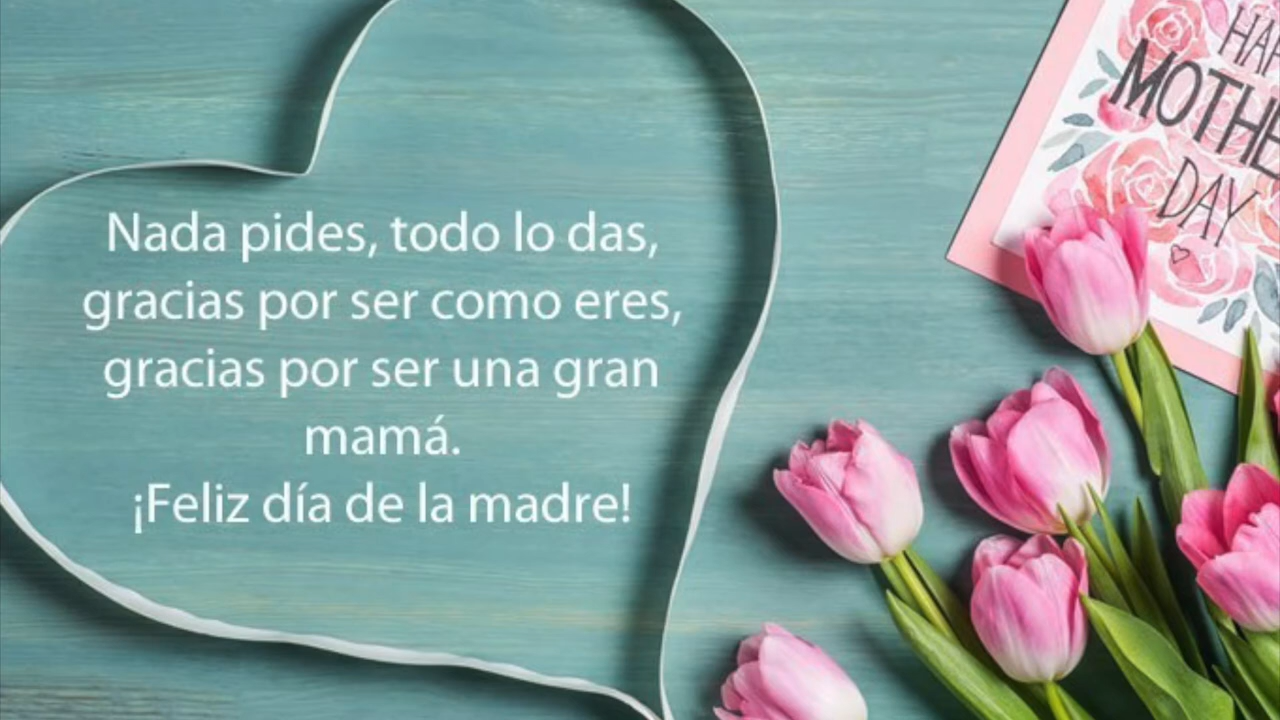 Nada pides, todo lo das,
gracias por ser como eres,
gracias por ser una gran
mamá.
¡Feliz día de la madre!
MOTHE
DAY